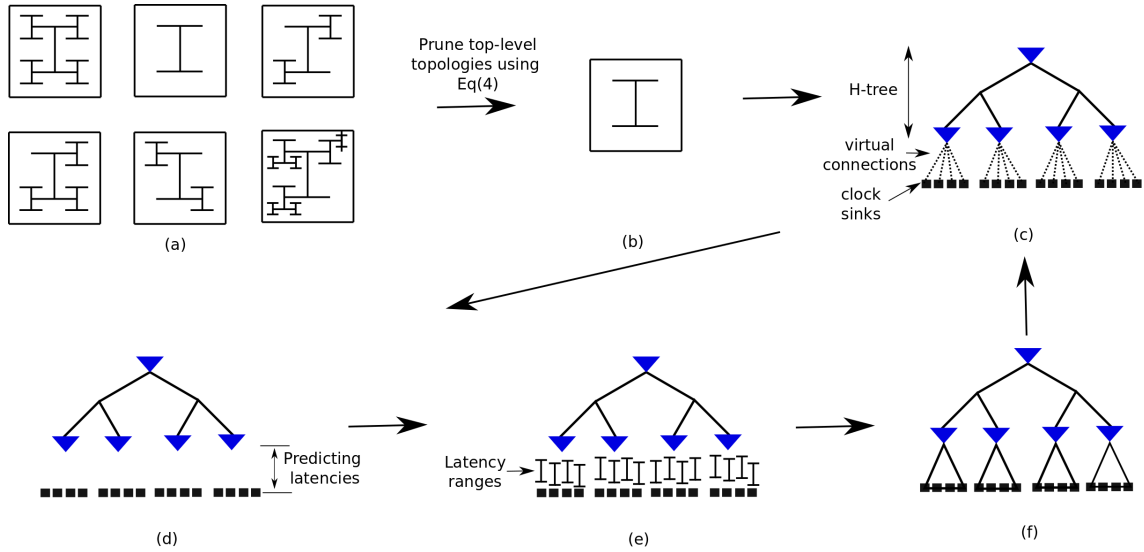 Prune top-level
topologies using
Eq(4)
H-tree
virtual
connections
clock
sinks
(a)
(b)
(c)
Predicting
latencies
Latency
ranges
(d)
(e)
(f)